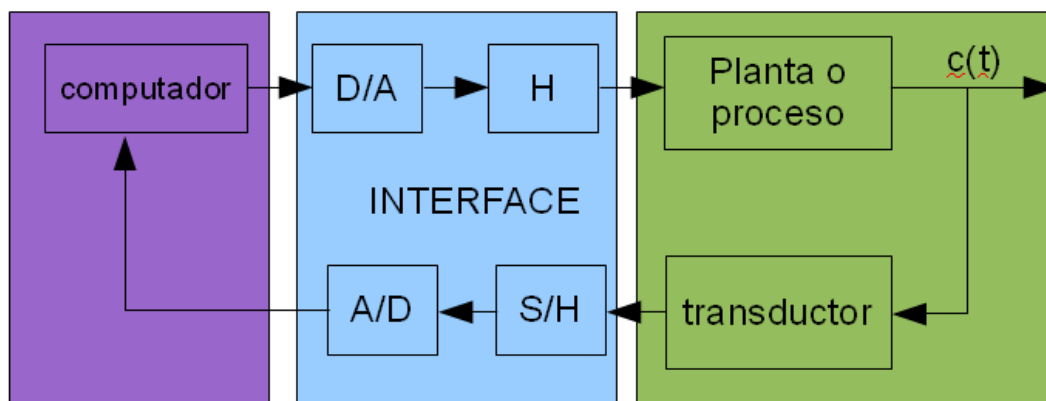 computador
D/A
H
Planta o
proceso
c(t)
INTERFACE
A/D
S/H
transductor